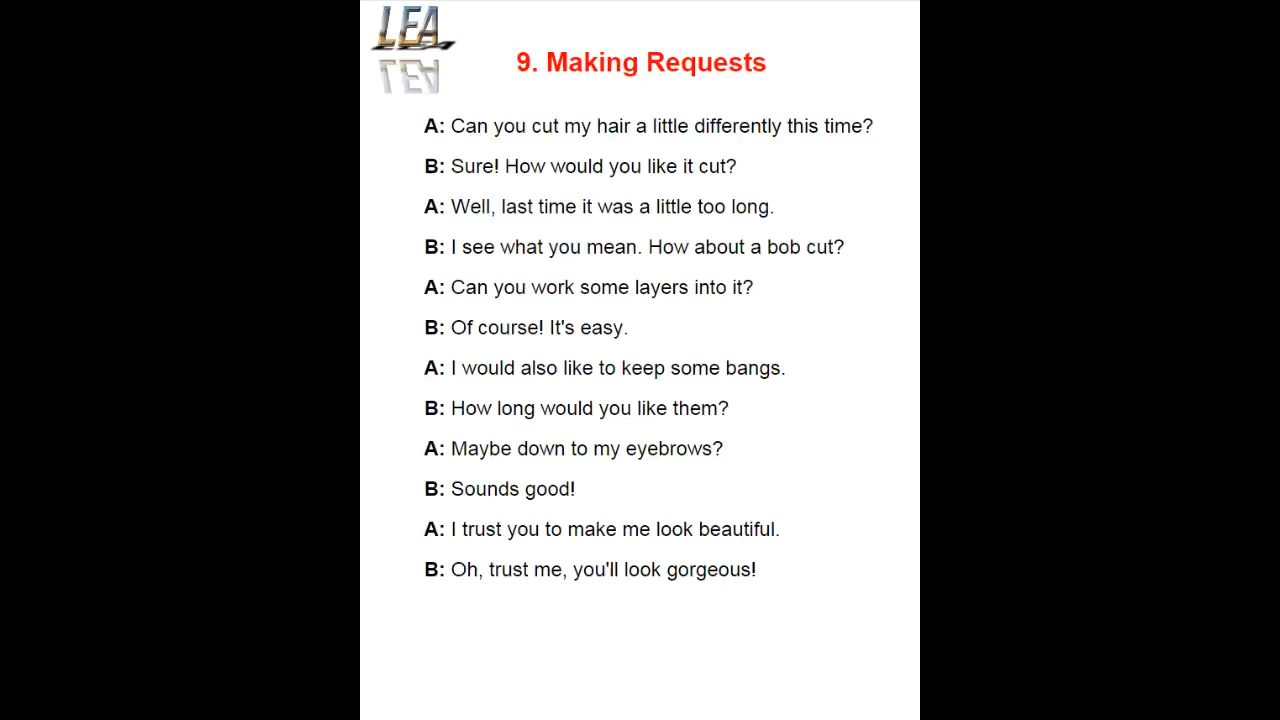 LEA
9. Making Requests
A: Can you cut my hair a little differently this time?
B: Sure! How would you like it cut?
A: Well, last time it was a little too long.
B: I see what you mean. How about a bob cut?
A: Can you work some layers into it?
B: Of course! It's easy.
A: I would also like to keep some bangs.
B: How long would you like them?
A: Maybe down to my eyebrows?
B: Sounds good!
A: I trust you to make me look beautiful.
B: Oh, trust me, you'll look gorgeous!